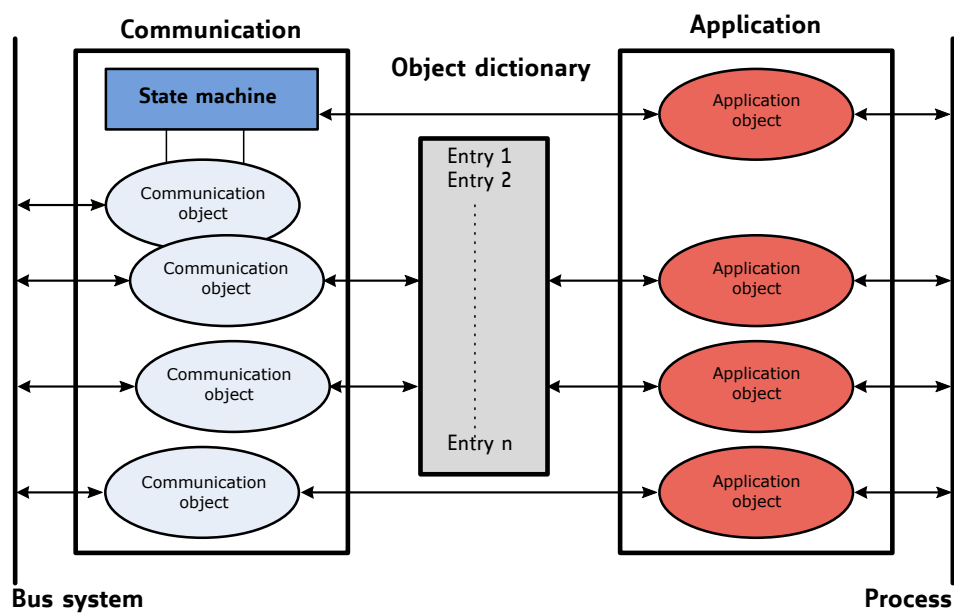 Communication
Application
Object dictionary
State machine
Application
object
Entry 1
Entry 2
Communication
object
Communication
object
Application
object
Communication
object
Application
object
Entry n
Communication
object
Application
object
Bus system
Process